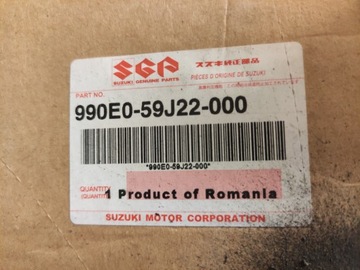 SGP
SUZUKI GENUINE PARTS
スズキ純正部品
PIÈCES D'ORIGINE DE SUZUKI
PART NO.
990E0-59J22-000
*990E0-59J22-000*
QUANTITY
(QUANTITÉ)
1 Product of Romania
SUZUKI MOTOR CORPORATION